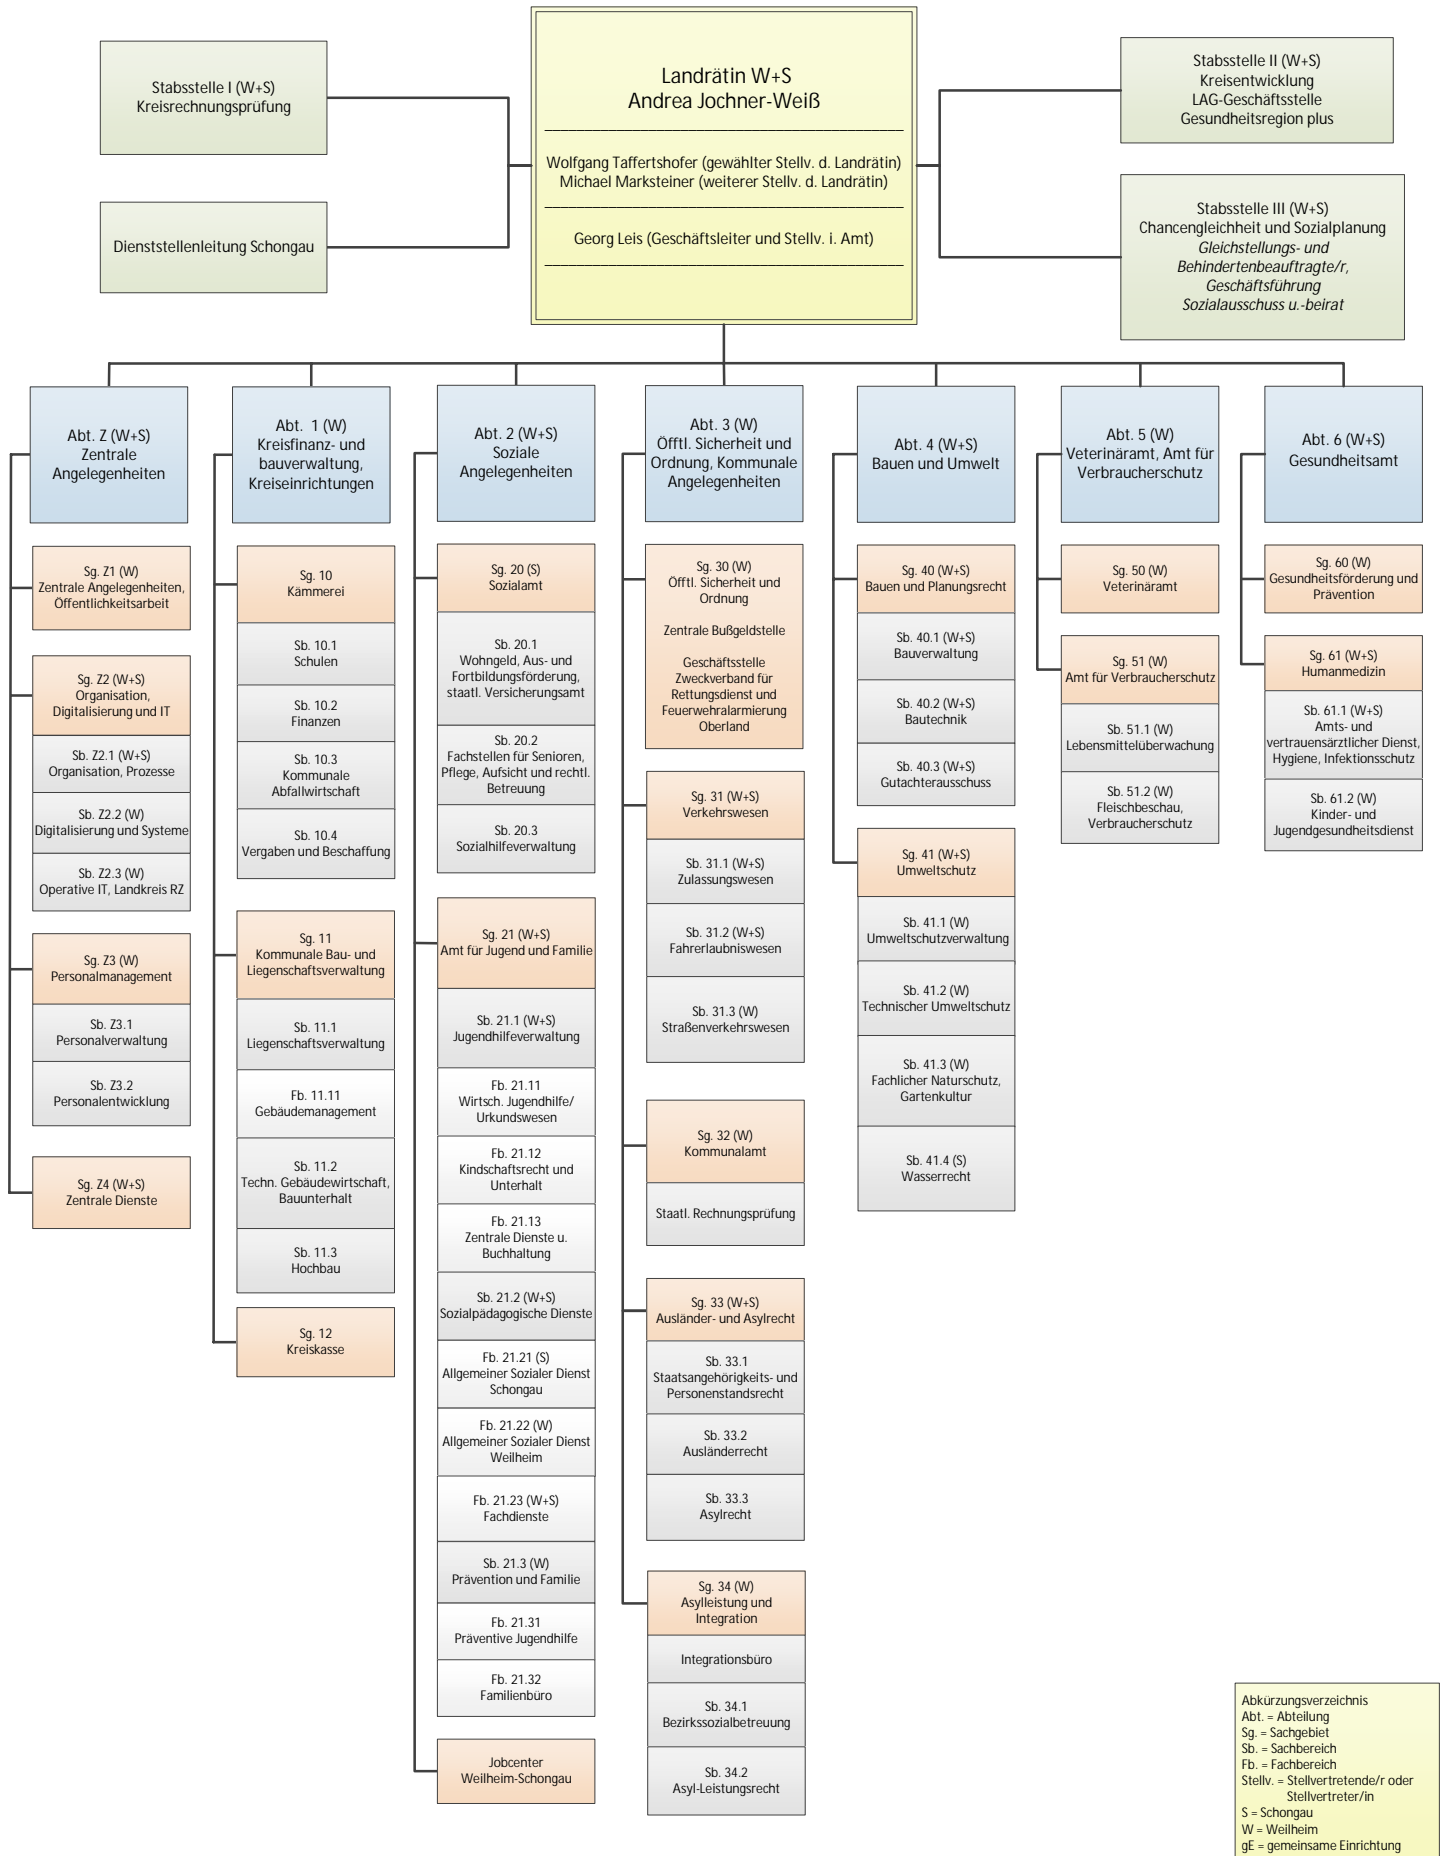 Stabsstelle I (W+S)
Kreisrechnungsprüfung
Dienststellenleitung Schongau
Landrätin W+S
Andrea Jochner-Weiß
Wolfgang Taffertshofer (gewählter Stellv. d. Landrätin)
Michael Marksteiner (weiterer Stellv. d. Landrätin)
Georg Leis (Geschäftsleiter und Stellv. i. Amt)
Stabsstelle II (W+S)
Kreisentwicklung
LAG-Geschäftsstelle
Gesundheitsregion plus
Stabsstelle III (W+S)
Chancengleichheit und Sozialplanung
Gleichstellungs- und
Behindertenbeauftragte/r,
Geschäftsführung
Sozialausschuss u.-beirat
Abt. Z (W+S)
Zentrale
Angelegenheiten
Sg. Z1 (W)
Zentrale Angelegenheiten,
Öffentlichkeitsarbeit
Sg. Z2 (W+S)
Organisation,
Digitalisierung und IT
Sb. Z2.1 (W+S)
Organisation, Prozesse
Sb. Z2.2 (W)
Digitalisierung und Systeme
Sb. Z2.3 (W)
Operative IT, Landkreis RZ
Sg. Z3 (W)
Personalmanagement
Sb. Z3.1
Personalverwaltung
Sb. Z3.2
Personalentwicklung
Sg. Z4 (W+S)
Zentrale Dienste
Abt. 1 (W)
Kreisfinanz- und
bauverwaltung,
Kreiseinrichtungen
Sg. 10
Kämmerei
Sb. 10.1
Schulen
Sb. 10.2
Finanzen
Sb. 10.3
Kommunale
Abfallwirtschaft
Sb. 10.4
Vergaben und Beschaffung
Sg. 11
Kommunale Bau- und
Liegenschaftsverwaltung
Sb. 11.1
Liegenschaftsverwaltung
Fb. 11.11
Gebäudemanagement
Sb. 11.2
Techn. Gebäudewirtschaft,
Bauunterhalt
Sb. 11.3
Hochbau
Sg. 12
Kreiskasse
Abt. 2 (W+S)
Soziale
Angelegenheiten
Sg. 20 (S)
Sozialamt
Sb. 20.1
Wohngeld, Aus- und
Fortbildungsförderung,
staatl. Versicherungsamt
Sb. 20.2
Fachstellen für Senioren,
Pflege, Aufsicht und rechtl.
Betreuung
Sb. 20.3
Sozialhilfeverwaltung
Sg. 21 (W+S)
Amt für Jugend und Familie
Sb. 21.1 (W+S)
Jugendhilfeverwaltung
Fb. 21.11
Wirtsch. Jugendhilfe/
Urkundswesen
Fb. 21.12
Kindschaftsrecht und
Unterhalt
Fb. 21.13
Zentrale Dienste u.
Buchhaltung
Sb. 21.2 (W+S)
Sozialpädagogische Dienste
Fb. 21.21 (S)
Allgemeiner Sozialer Dienst
Schongau
Fb. 21.22 (W)
Allgemeiner Sozialer Dienst
Weilheim
Fb. 21.23 (W+S)
Fachdienste
Sb. 21.3 (W)
Prävention und Familie
Fb. 21.31
Präventive Jugendhilfe
Fb. 21.32
Familienbüro
Jobcenter
Weilheim-Schongau
Abt. 3 (W)
Öfftl. Sicherheit und
Ordnung, Kommunale
Angelegenheiten
Sg. 30 (W)
Öfftl. Sicherheit und
Ordnung
Zentrale Bußgeldstelle
Geschäftsstelle
Zweckverband für
Rettungsdienst und
Feuerwehralarmierung
Oberland
Sg. 31 (W+S)
Verkehrswesen
Sb. 31.1 (W+S)
Zulassungswesen
Sb. 31.2 (W+S)
Fahrerlaubniswesen
Sb. 31.3 (W)
Straßenverkehrswesen
Sg. 32 (W)
Kommunalamt
Staatl. Rechnungsprüfung
Sg. 33 (W+S)
Ausländer- und Asylrecht
Sb. 33.1
Staatsangehörigkeits- und
Personenstandsrecht
Sb. 33.2
Ausländerrecht
Sb. 33.3
Asylrecht
Sg. 34 (W)
Asylleistung und
Integration
Integrationsbüro
Sb. 34.1
Bezirkssozialbetreuung
Sb. 34.2
Asyl-Leistungsrecht
Abt. 4 (W+S)
Bauen und Umwelt
Sg. 40 (W+S)
Bauen und Planungsrecht
Sb. 40.1 (W+S)
Bauverwaltung
Sb. 40.2 (W+S)
Bautechnik
Sb. 40.3 (W+S)
Gutachterausschuss
Sg. 41 (W+S)
Umweltschutz
Sb. 41.1 (W)
Umweltschutzverwaltung
Sb. 41.2 (W)
Technischer Umweltschutz
Sb. 41.3 (W)
Fachlicher Naturschutz,
Gartenkultur
Sb. 41.4 (S)
Wasserrecht
Abt. 5 (W)
Veterinäramt, Amt für
Verbraucherschutz
Sg. 50 (W)
Veterinäramt
Sg. 51 (W)
Amt für Verbraucherschutz
Sb. 51.1 (W)
Lebensmittelüberwachung
Sb. 51.2 (W)
Fleischbeschau,
Verbraucherschutz
Abt. 6 (W+S)
Gesundheitsamt
Sg. 60 (W)
Gesundheitsförderung und
Prävention
Sg. 61 (W+S)
Humanmedizin
Sb. 61.1 (W+S)
Amts- und
vertrauensärztlicher Dienst,
Hygiene, Infektionsschutz
Sb. 61.2 (W)
Kinder- und
Jugendgesundheitsdienst
Abkürzungsverzeichnis
Abt. = Abteilung
Sg. = Sachgebiet
Sb. = Sachbereich
Fb. = Fachbereich
Stellv. = Stellvertretende/r oder
Stellvertreter/in
S = Schongau
W = Weilheim
gE = gemeinsame Einrichtung